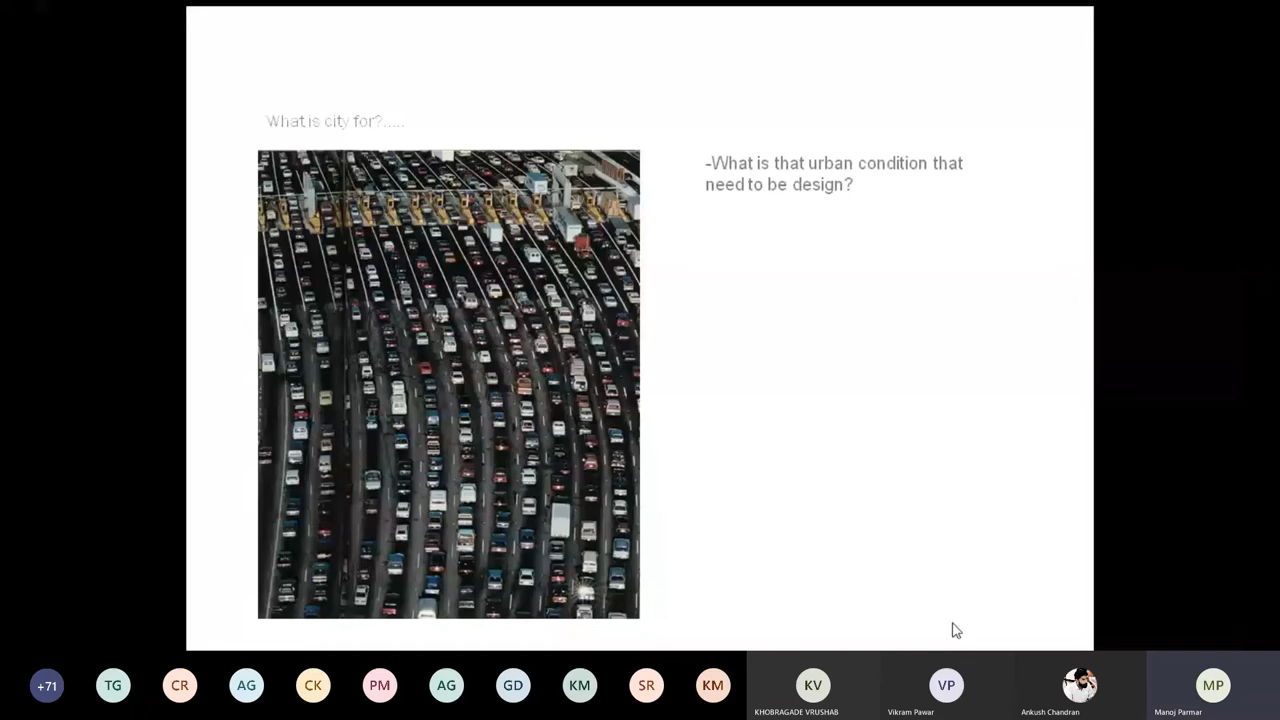 What is city for?.....
-What is that urban condition that
need to be design?
+71
TG
CR
AG
CK
PM
AG
GD
KM
SR
KM
KV
VP
MP
KHOBRAGADE VRUSHAB
Vikram Pawar
Ankush Chandran
Manoj Parmar